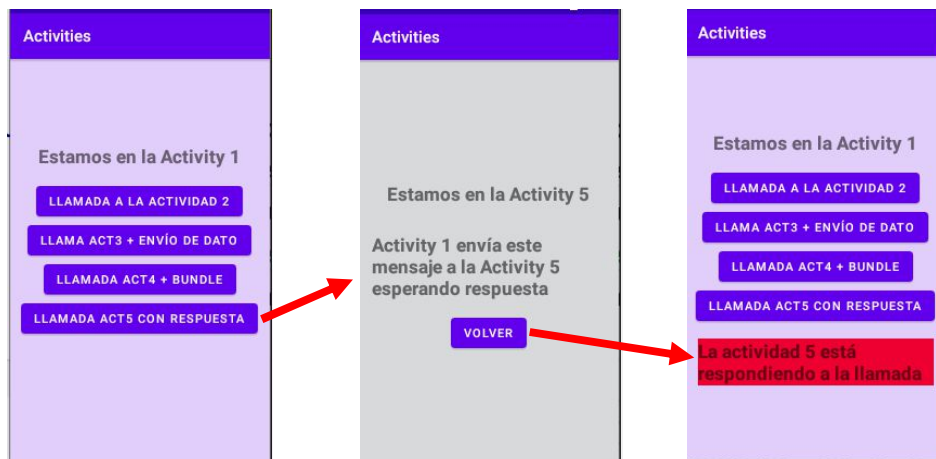 Activities
Estamos en la Activity 1
LLAMADA A LA ACTIVIDAD 2
LLAMA ACT3 + ENVÍO DE DATO
LLAMADA ACT4 + BUNDLE
LLAMADA ACT5 CON RESPUESTA
Activities
Estamos en la Activity 5
Activity 1 envía este
mensaje a la Activity 5
esperando respuesta
VOLVER
Activities
Estamos en la Activity 1
LLAMADA A LA ACTIVIDAD 2
LLAMA ACT3 + ENVÍO DE DATO
LLAMADA ACT4 + BUNDLE
LLAMADA ACT5 CON RESPUESTA
La actividad 5 está
respondiendo a la llamada